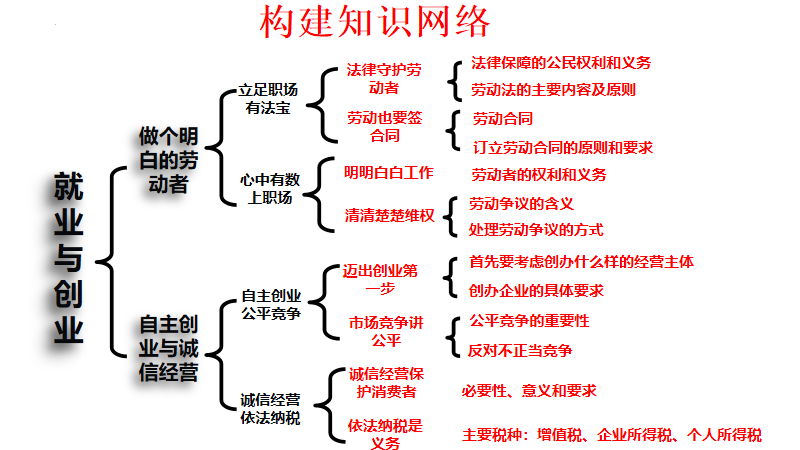 构建知识网络
就业与创业
做个明
白的劳
动者
立足职场
有法宝
法律守护劳
动者
法律保障的公民权利和义务
劳动法的主要内容及原则
劳动也要签
合同
劳动合同
订立劳动合同的原则和要求
心中有数
上职场
明明白白工作
劳动者的权利和义务
清清楚楚维权
劳动争议的含义
处理劳动争议的方式
自主创
业与诚
信经营
自主创业
公平竞争
迈出创业第
一步
首先要考虑创办什么样的经营主体
创办企业的具体要求
市场竞争讲
公平
公平竞争的重要性
反对不正当竞争
诚信经营
依法纳税
诚信经营保
护消费者
必要性、意义和要求
依法纳税是
义务
主要税种：增值税、企业所得税、个人所得税